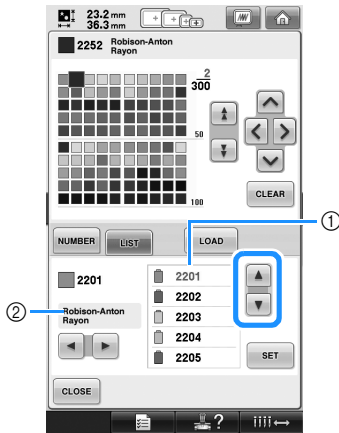 23.2 mm
36.3 mm
2252 Robison-Anton
Rayon
2
300
50
100
CLEAR
NUMBER
LIST
LOAD
①
2201
2201
2202
2203
2204
2205
② Robison-Anton
Rayon
SET
CLOSE
?